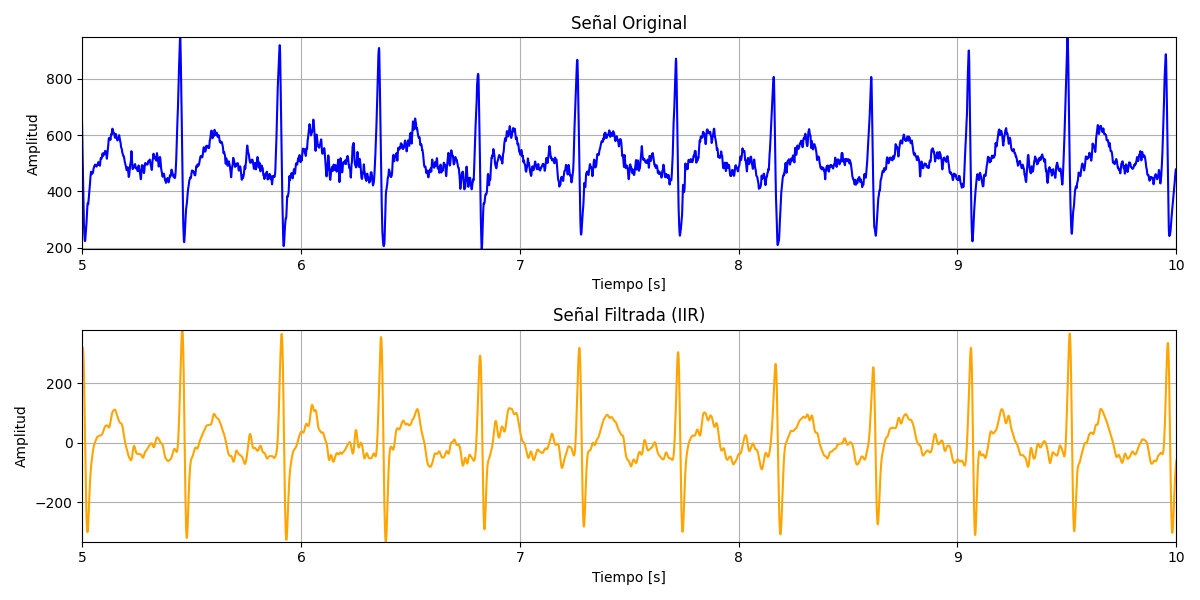 Señal Original
Amplitud
800
600
400
200
5 6 7 8 9 10
Tiempo [s]
Señal Filtrada (IIR)
Amplitud
200
0
−200
5 6 7 8 9 10
Tiempo [s]